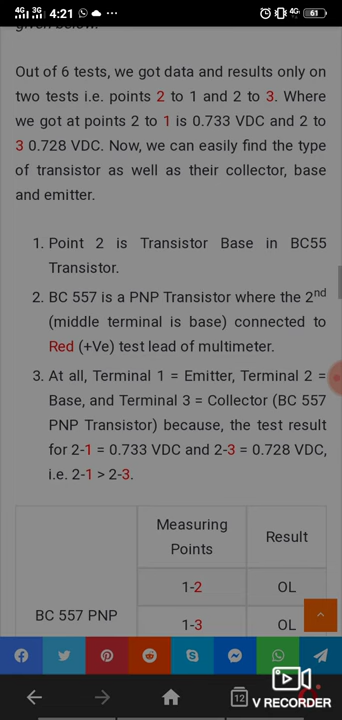 4G 3G 4:21 4G 61
given below.
Out of 6 tests, we got data and results only on
two tests i.e. points 2 to 1 and 2 to 3. Where
we got at points 2 to 1 is 0.733 VDC and 2 to
3 0.728 VDC. Now, we can easily find the type
of transistor as well as their collector, base
and emitter.
1. Point 2 is Transistor Base in BC55
Transistor.
2. BC 557 is a PNP Transistor where the 2nd
(middle terminal is base) connected to
Red (+Ve) test lead of multimeter.
3. At all, Terminal 1 = Emitter, Terminal 2 =
Base, and Terminal 3 = Collector (BC 557
PNP Transistor) because, the test result
for 2-1 = 0.733 VDC and 2-3 = 0.728 VDC,
i.e. 2-1 > 2-3.
Measuring
Points
Result
1-2 OL
BC 557 PNP
1-3 OL
12
V RECORDER